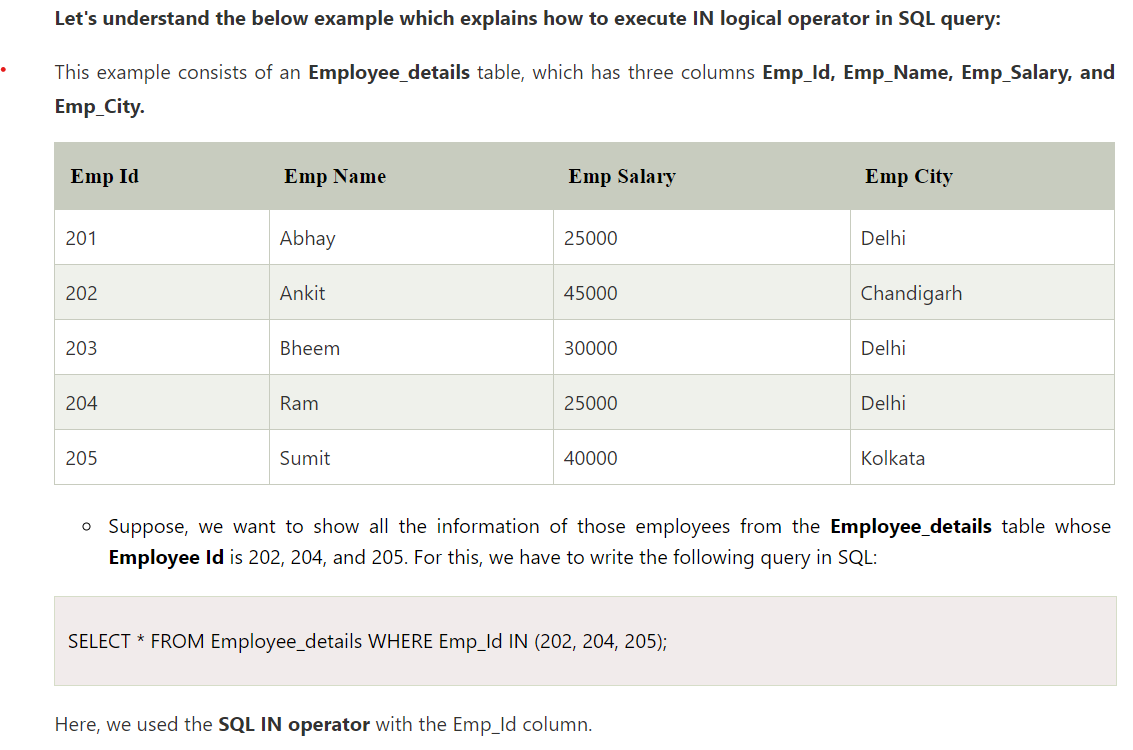 Let's understand the below example which explains how to execute IN logical operator in SQL query:
This example consists of an Employee_details table, which has three columns Emp_Id, Emp_Name, Emp_Salary, and
Emp_City.
Emp Id Emp Name Emp Salary Emp City
201 Abhay 25000 Delhi
202 Ankit 45000 Chandigarh
203 Bheem 30000 Delhi
204 Ram 25000 Delhi
205 Sumit 40000 Kolkata
Suppose, we want to show all the information of those employees from the Employee_details table whose
Employee Id is 202, 204, and 205. For this, we have to write the following query in SQL:
SELECT * FROM Employee_details WHERE Emp_Id IN (202, 204, 205);
Here, we used the SQL IN operator with the Emp_Id column.